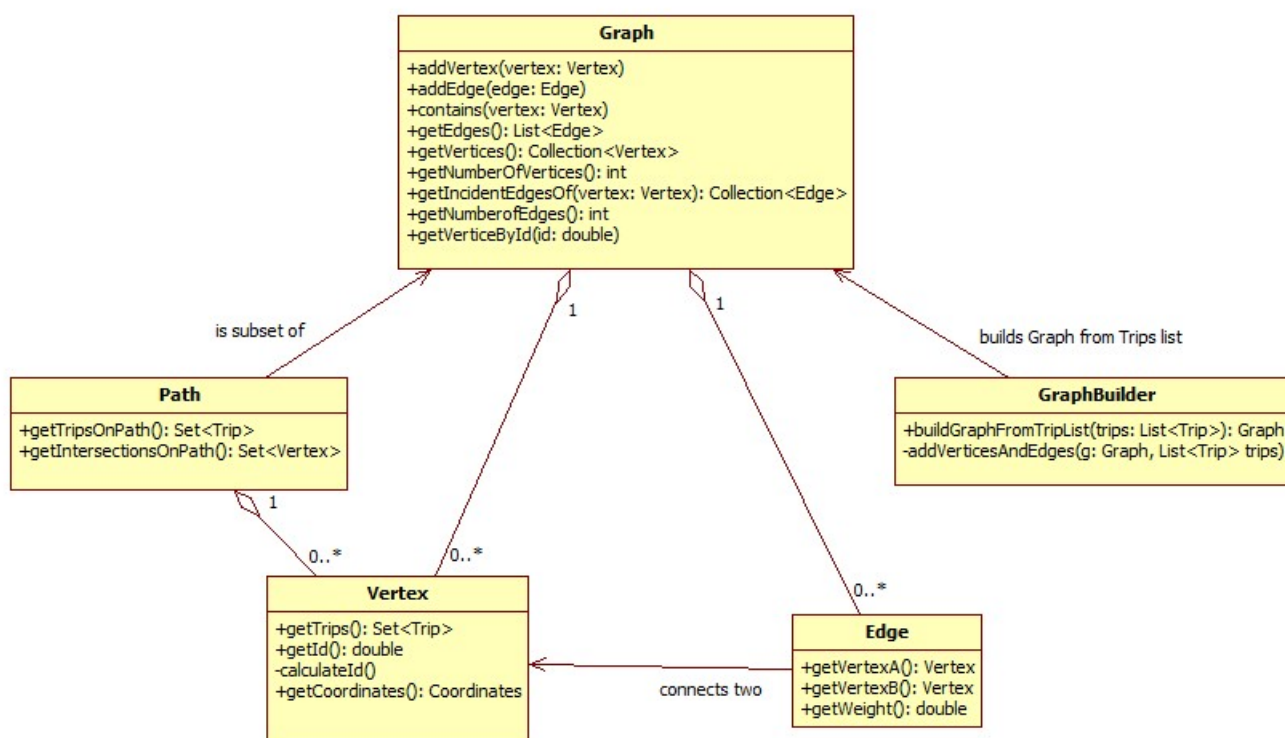 Graph
+addVertex(vertex: Vertex)
+addEdge(edge: Edge)
+contains(vertex: Vertex)
+getEdges(): List<Edge>
+getVertices(): Collection<Vertex>
+getNumberOfVertices(): int
+getIncidentEdgesOf(vertex: Vertex): Collection<Edge>
+getNumberofEdges(): int
+getVerticeById(id: double)
1
1
is subset of
builds Graph from Trips list
Path
+getTripsOnPath(): Set<Trip>
+getIntersectionsOnPath(): Set<Vertex>
GraphBuilder
+buildGraphFromTripList(trips: List<Trip>): Graph
-addVerticesAndEdges(g: Graph, List<Trip> trips)
1
0..*
0..*
0..*
Vertex
+getTrips(): Set<Trip>
+getId(): double
-calculateId()
+getCoordinates(): Coordinates
connects two
Edge
+getVertexA(): Vertex
+getVertexB(): Vertex
+getWeight(): double